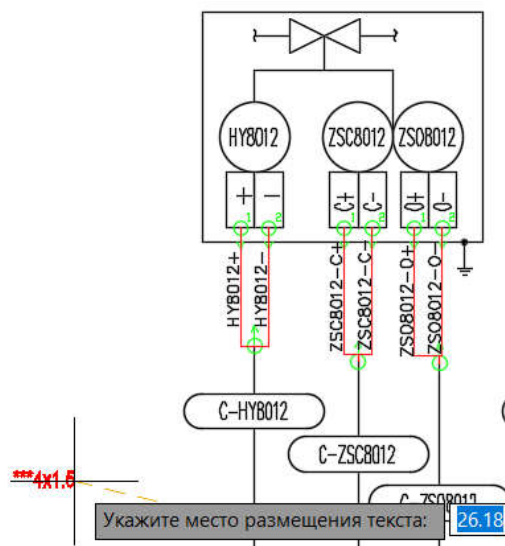 HY8012
ZSC8012
ZSO8012
+
-
C+
C-
O+
O-
1
2
1
2
1
2
HY8012+
HY8012-
ZSC8012-C+
ZSC8012-C-
ZSO8012-O+
ZSO8012-O-
C-HY8012
C-ZSC8012
C-ZSO8012
***4x1.5
Укажите место размещения текста:
26.18